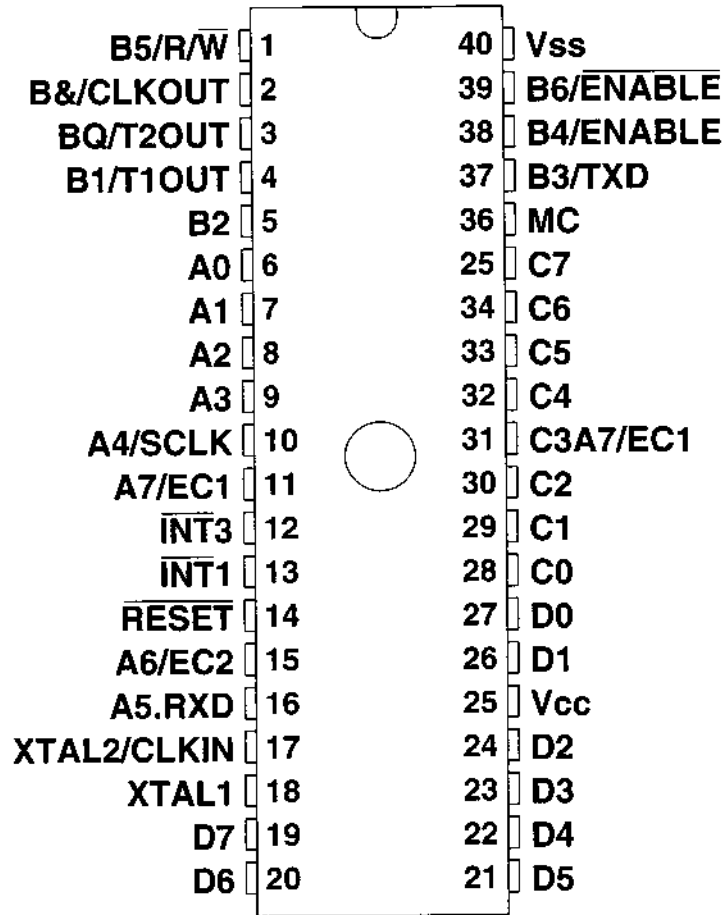 B5/R/W 1 40 Vss
B&/CLKOUT 2 39 B6/ENABLE
BQ/T2OUT 3 38 B4/ENABLE
B1/T1OUT 4 37 B3/TXD
B2 5 36 MC
A0 6 25 C7
A1 7 34 C6
A2 8 33 C5
A3 9 32 C4
A4/SCLK 10 31 C3A7/EC1
A7/EC1 11 30 C2
INT3 12 29 C1
INT1 13 28 C0
RESET 14 27 D0
A6/EC2 15 26 D1
A5.RXD 16 25 Vcc
XTAL2/CLKIN 17 24 D2
XTAL1 18 23 D3
D7 19 22 D4
D6 20 21 D5